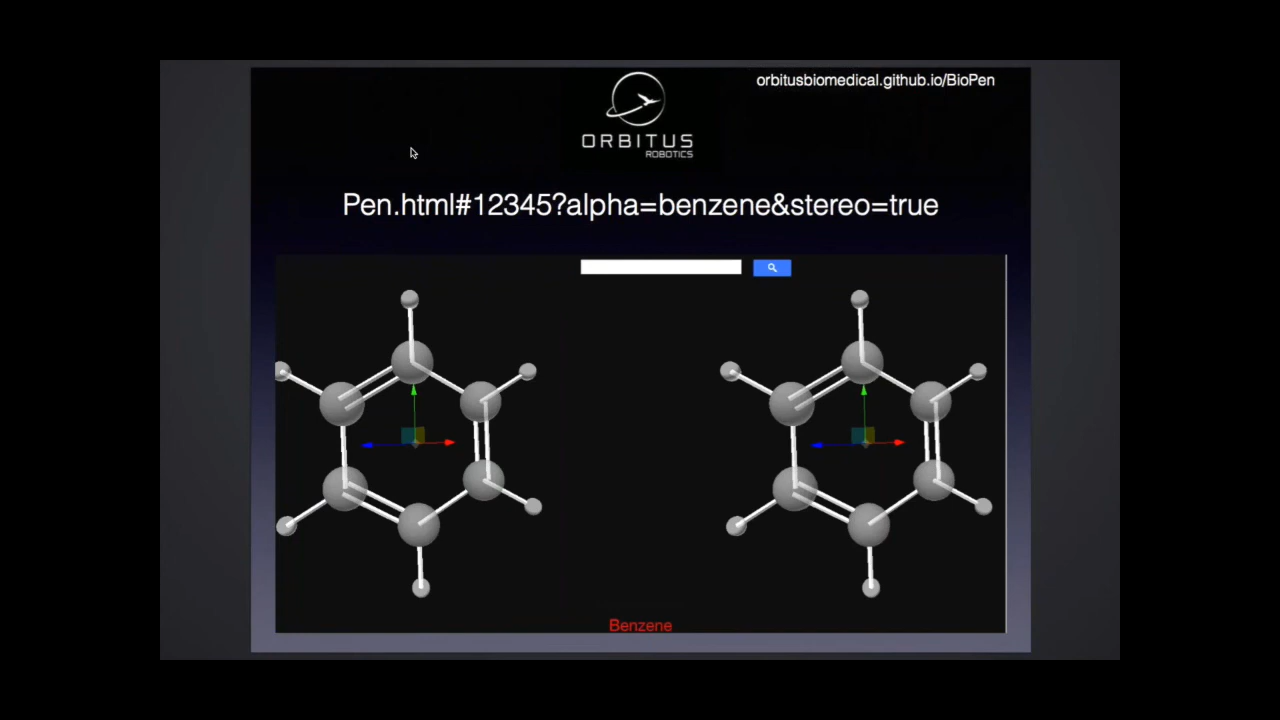 orbitusbiomedical.github.io/BioPen
ORBITUS
ROBOTICS
Pen.html#12345?alpha=benzene&stereo=true
Benzene